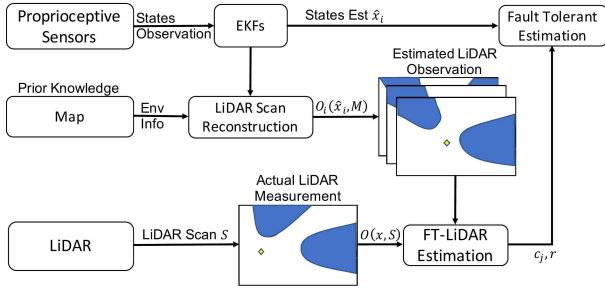 Proprioceptive
Sensors
States
Observation
EKFs
States Est x̂ᵢ
Fault Tolerant
Estimation
Estimated LiDAR
Observation
Prior Knowledge
Map
Env
Info
LiDAR Scan
Reconstruction
Oᵢ(x̂ᵢ, M)
Actual LiDAR
Measurement
LiDAR
LiDAR Scan S
O(x, S)
FT-LiDAR
Estimation
cⱼ, r